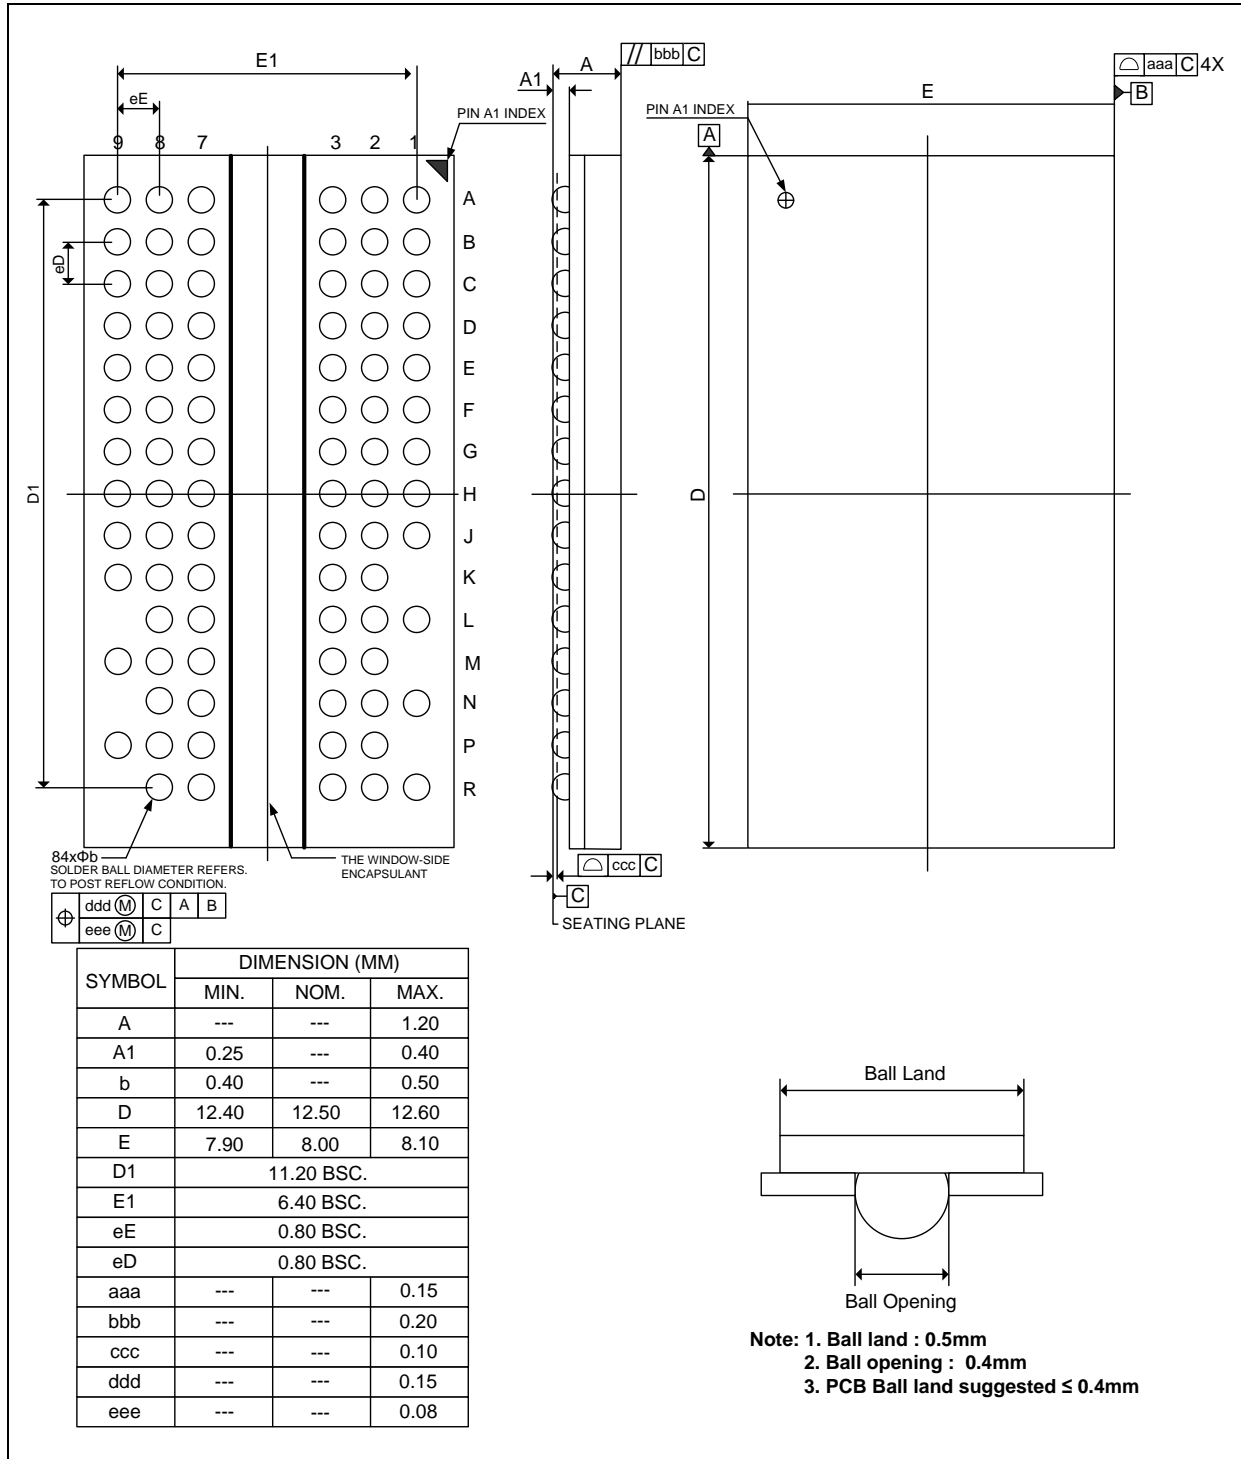 E1
eE
9 8 7 3 2 1
PIN A1 INDEX
A
B
C
D
E
F
G
H
J
K
L
M
N
P
R
eD
D1
84xΦb
SOLDER BALL DIAMETER REFERS.
TO POST REFLOW CONDITION.
ddd Ⓜ C A B
eee Ⓜ C
THE WINDOW-SIDE
ENCAPSULANT
// bbb C
A
A1
ccc C
C
SEATING PLANE
aaa C 4X
B
E
PIN A1 INDEX
A
D
SYMBOL DIMENSION (MM)
MIN. NOM. MAX.
A --- --- 1.20
A1 0.25 --- 0.40
b 0.40 --- 0.50
D 12.40 12.50 12.60
E 7.90 8.00 8.10
D1 11.20 BSC.
E1 6.40 BSC.
eE 0.80 BSC.
eD 0.80 BSC.
aaa --- --- 0.15
bbb --- --- 0.20
ccc --- --- 0.10
ddd --- --- 0.15
eee --- --- 0.08
Ball Land
Ball Opening
Note: 1. Ball land : 0.5mm
2. Ball opening : 0.4mm
3. PCB Ball land suggested ≤ 0.4mm